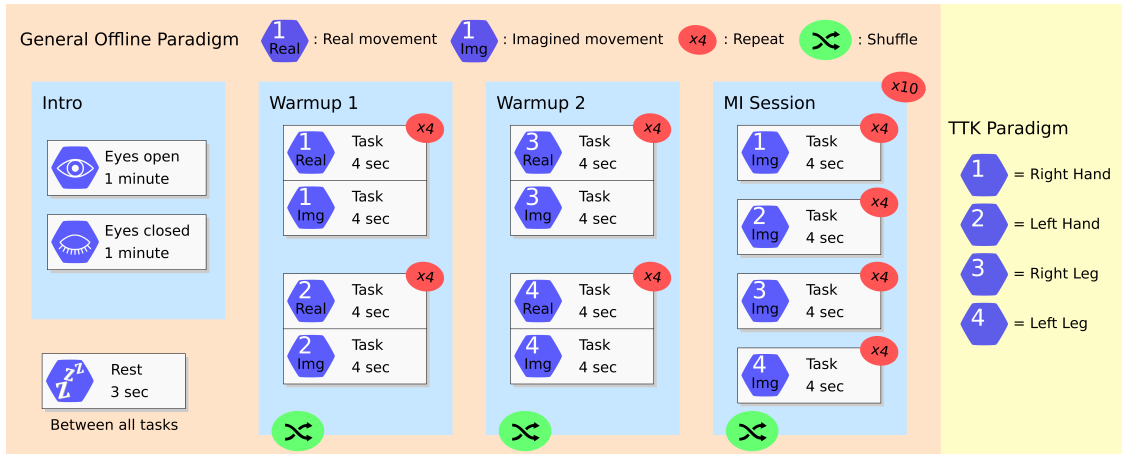 General Offline Paradigm
1
Real
: Real movement
1
Img
: Imagined movement
x4
: Repeat
: Shuffle
Intro
Eyes open
1 minute
Eyes closed
1 minute
Z z z
Rest
3 sec
Between all tasks
Warmup 1
x4
1
Real
Task
4 sec
1
Img
Task
4 sec
x4
2
Real
Task
4 sec
2
Img
Task
4 sec
Warmup 2
x4
3
Real
Task
4 sec
3
Img
Task
4 sec
x4
4
Real
Task
4 sec
4
Img
Task
4 sec
MI Session
x10
x4
1
Img
Task
4 sec
x4
2
Img
Task
4 sec
x4
3
Img
Task
4 sec
x4
4
Img
Task
4 sec
TTK Paradigm
1 = Right Hand
2 = Left Hand
3 = Right Leg
4 = Left Leg